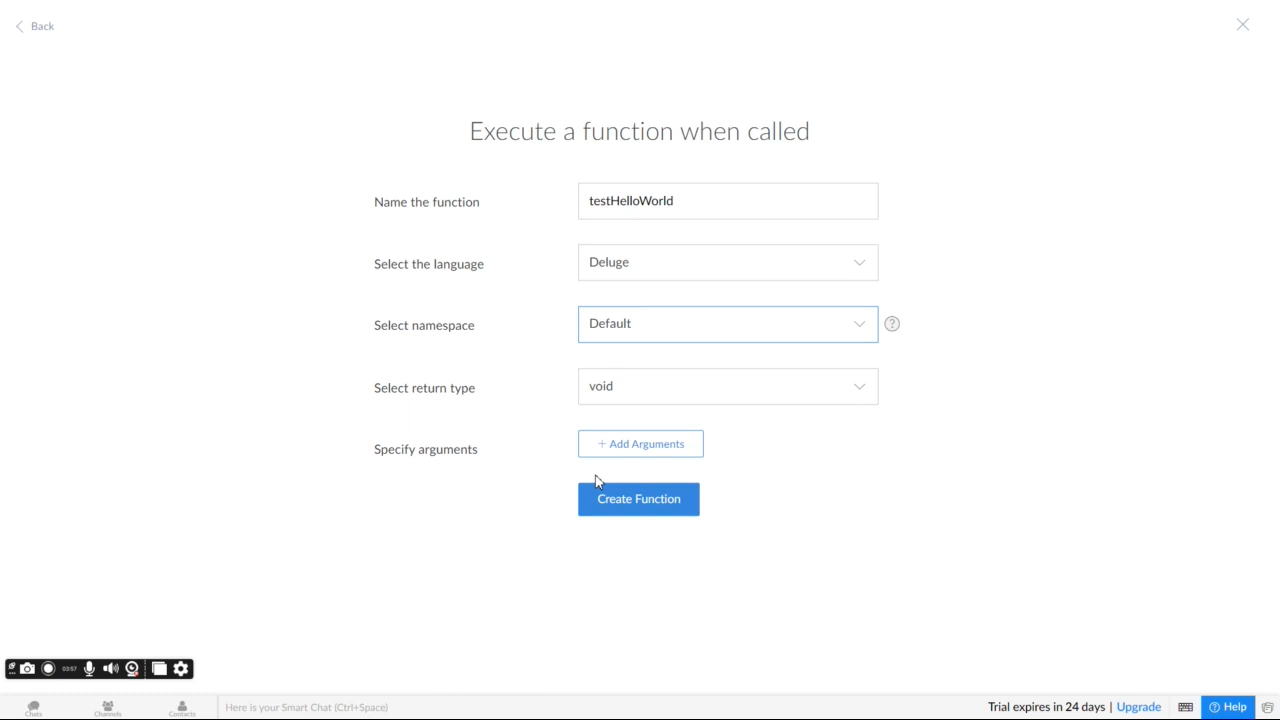 Back
Execute a function when called
Name the function
testHelloWorld
Select the language
Deluge
Select namespace
Default
?
Select return type
void
Specify arguments
+ Add Arguments
Create Function
03:57
Chats
Channels
Contacts
Here is your Smart Chat (Ctrl+Space)
Trial expires in 24 days | Upgrade
? Help